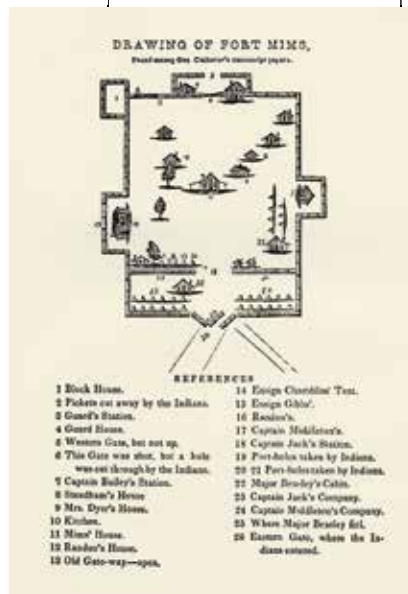 DRAWING OF FORT MIMS,
Found among Gen. Claiborne's manuscript papers.
REFERENCES
1 Block House.
2 Pickets cut away by the Indians.
3 Guard's Station.
4 Guard House.
5 Western Gate, but not up.
6 This Gate was shut, but a hole
was cut through by the Indians.
7 Captain Bailey's Station.
8 Steadham's House
9 Mrs. Dyer's House.
10 Kitchen.
11 Mims' House.
12 Randon's House.
13 Old Gate-way—open.
14 Ensign Chambliss' Tent.
15 Ensign Gibbs'.
16 Randon's.
17 Captain Middleton's.
18 Captain Jack's Station.
19 Port-holes taken by Indians.
20 21 Port-holes taken by Indians.
22 Major Beasley's Cabin.
23 Captain Jack's Company.
24 Captain Middleton's Company.
25 Where Major Beasley fell.
26 Eastern Gate, where the In-
dians entered.